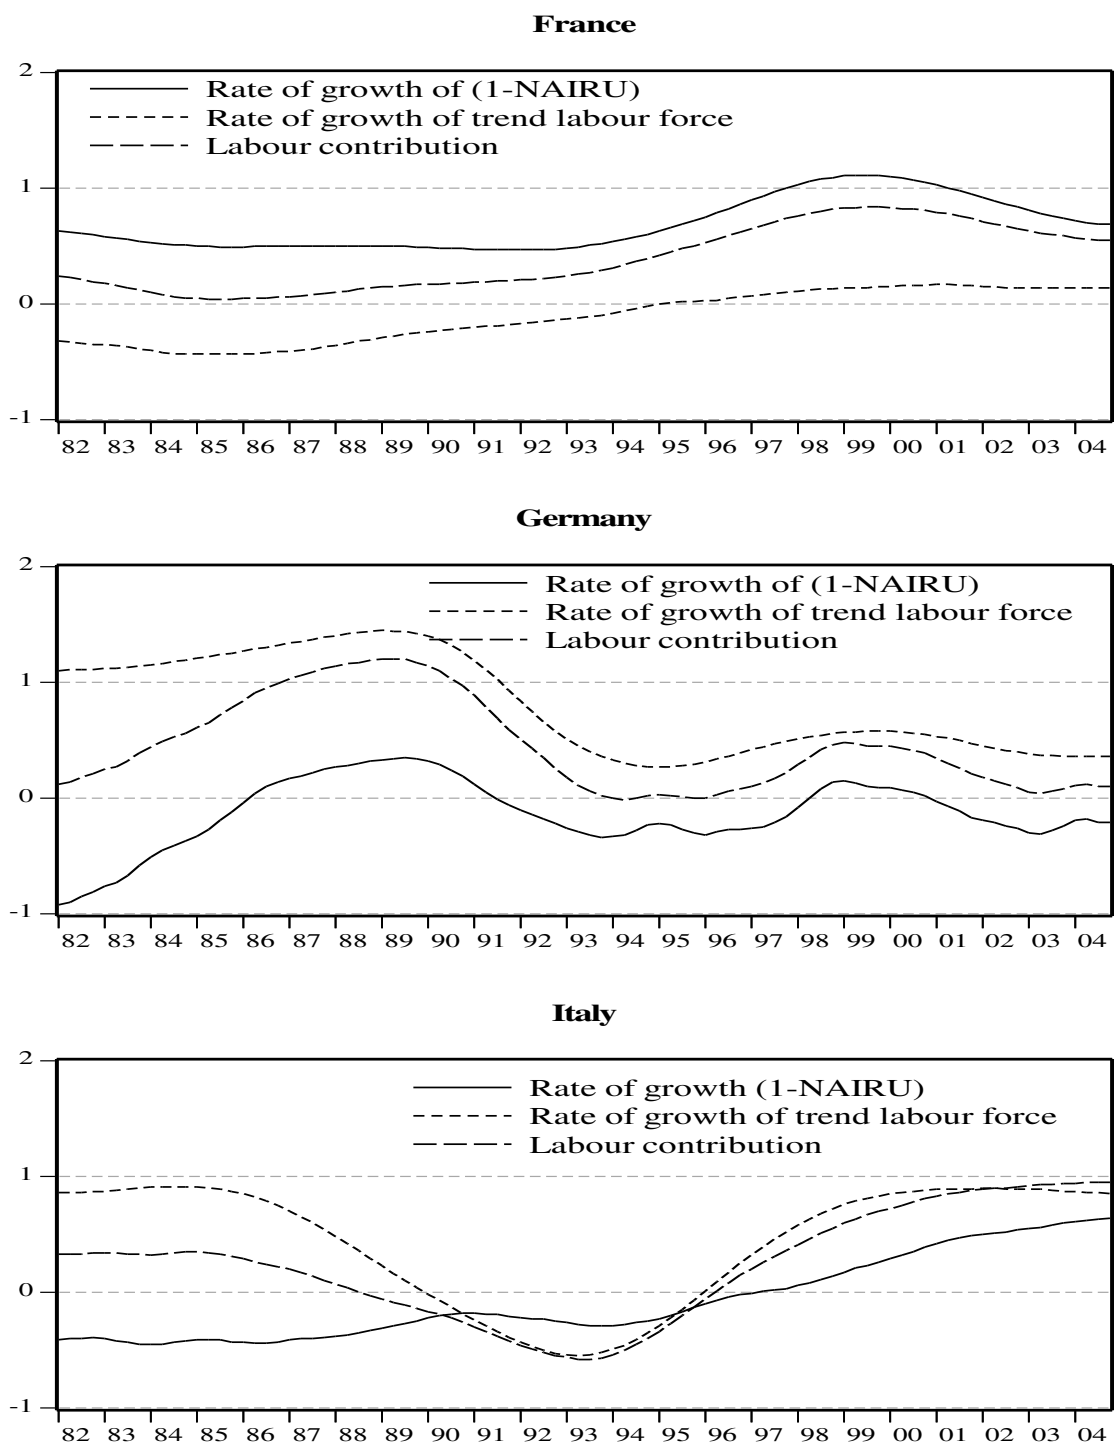 France
2
Rate of growth of (1-NAIRU)
Rate of growth of trend labour force
Labour contribution
1
0
-1
82 83 84 85 86 87 88 89 90 91 92 93 94 95 96 97 98 99 00 01 02 03 04
Germany
2
Rate of growth of (1-NAIRU)
Rate of growth of trend labour force
Labour contribution
1
0
-1
82 83 84 85 86 87 88 89 90 91 92 93 94 95 96 97 98 99 00 01 02 03 04
Italy
2
Rate of growth (1-NAIRU)
Rate of growth of trend labour force
Labour contribution
1
0
-1
82 83 84 85 86 87 88 89 90 91 92 93 94 95 96 97 98 99 00 01 02 03 04